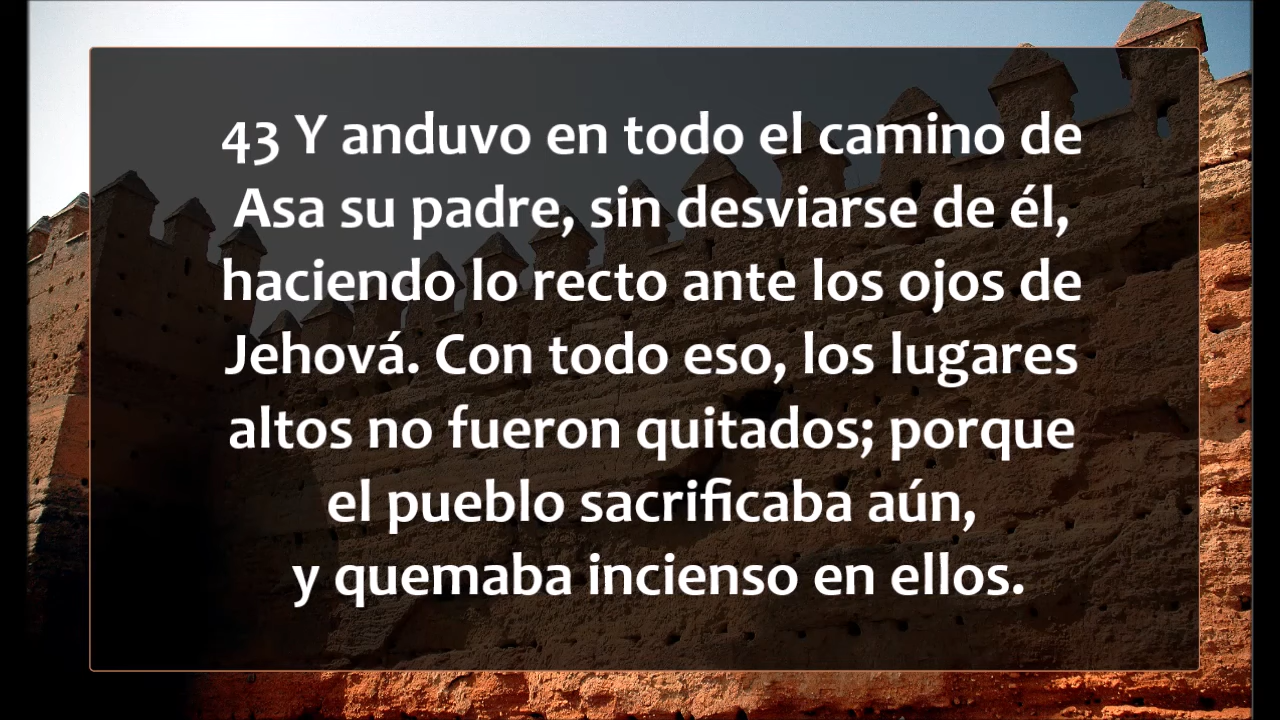 43 Y anduvo en todo el camino de
Asa su padre, sin desviarse de él,
haciendo lo recto ante los ojos de
Jehová. Con todo eso, los lugares
altos no fueron quitados; porque
el pueblo sacrificaba aún,
y quemaba incienso en ellos.